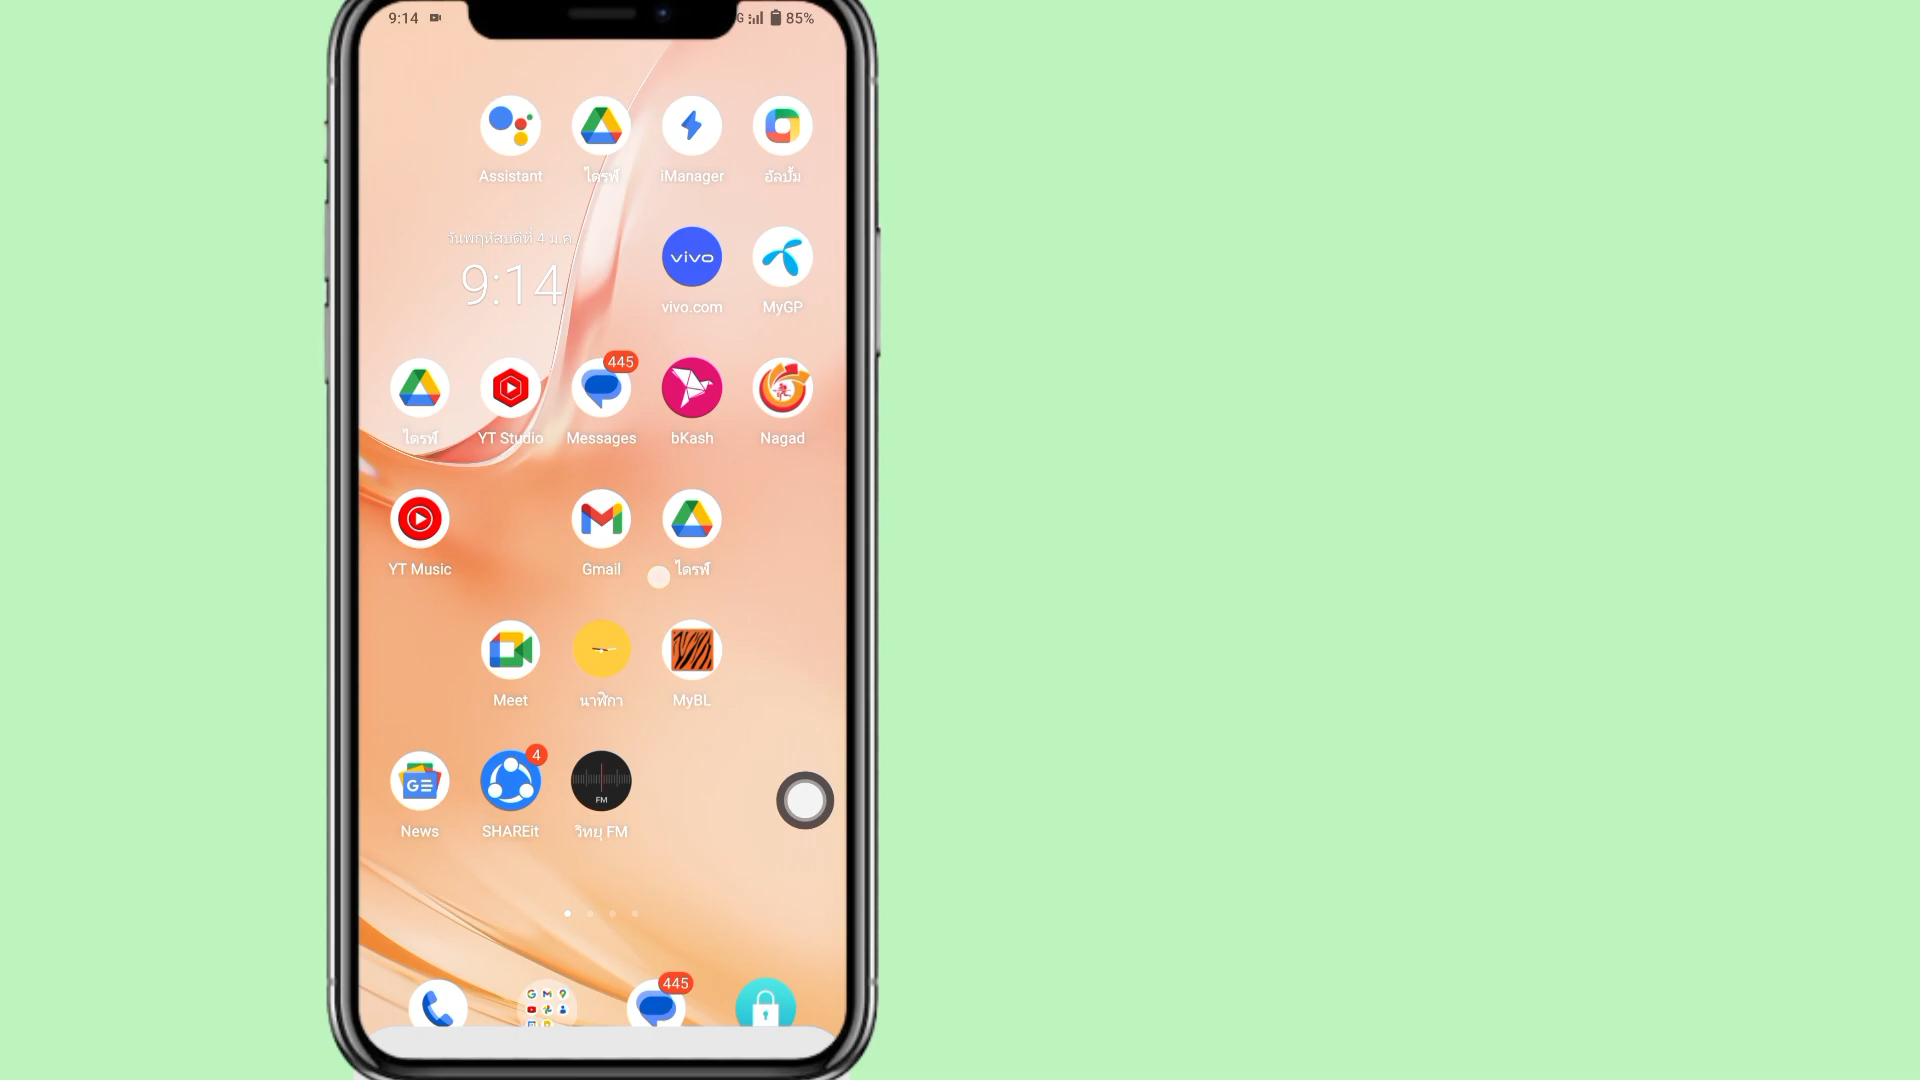 9:14
G
85%
Assistant
ไดรฟ์
iManager
อัลบั้ม
วันพฤหัสบดีที่ 4 ม.ค.
9:14
vivo
vivo.com
MyGP
445
ไดรฟ์
YT Studio
Messages
bKash
Nagad
YT Music
Gmail
ไดรฟ์
Meet
นาฬิกา
MyBL
GE
4
FM
News
SHAREit
วิทยุ FM
445